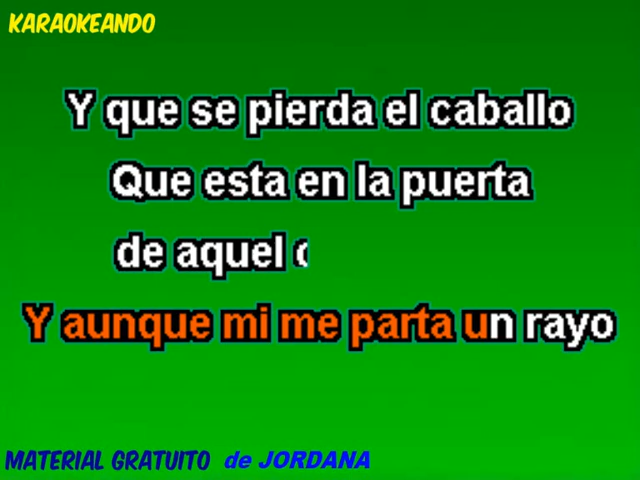 KARAOKEANDO
Y que se pierda el caballo
Que esta en la puerta
de aquel
Y aunque mi me parta un rayo
MATERIAL GRATUITO de JORDANA